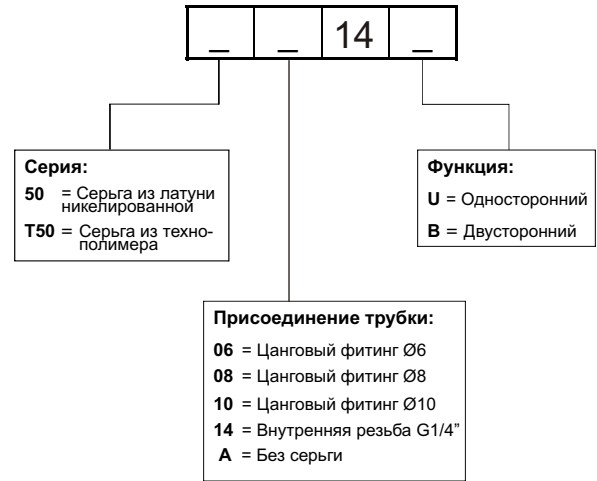 _ _ 14 _
Серия:
50 = Серьга из латуни
никелированной
T50 = Серьга из техно-
полимера
Функция:
U = Односторонний
B = Двусторонний
Присоединение трубки:
06 = Цанговый фитинг Ø6
08 = Цанговый фитинг Ø8
10 = Цанговый фитинг Ø10
14 = Внутренняя резьба G1/4”
A = Без серьги